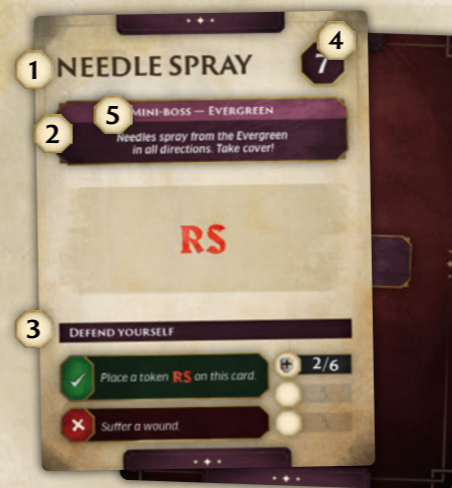 4
1 NEEDLE SPRAY 7
5 MINI-BOSS — EVERGREEN
2 Needles spray from the Evergreen
in all directions. Take cover!
RS
3
DEFEND YOURSELF
Place a token RS on this card. 2/6
Suffer a wound.